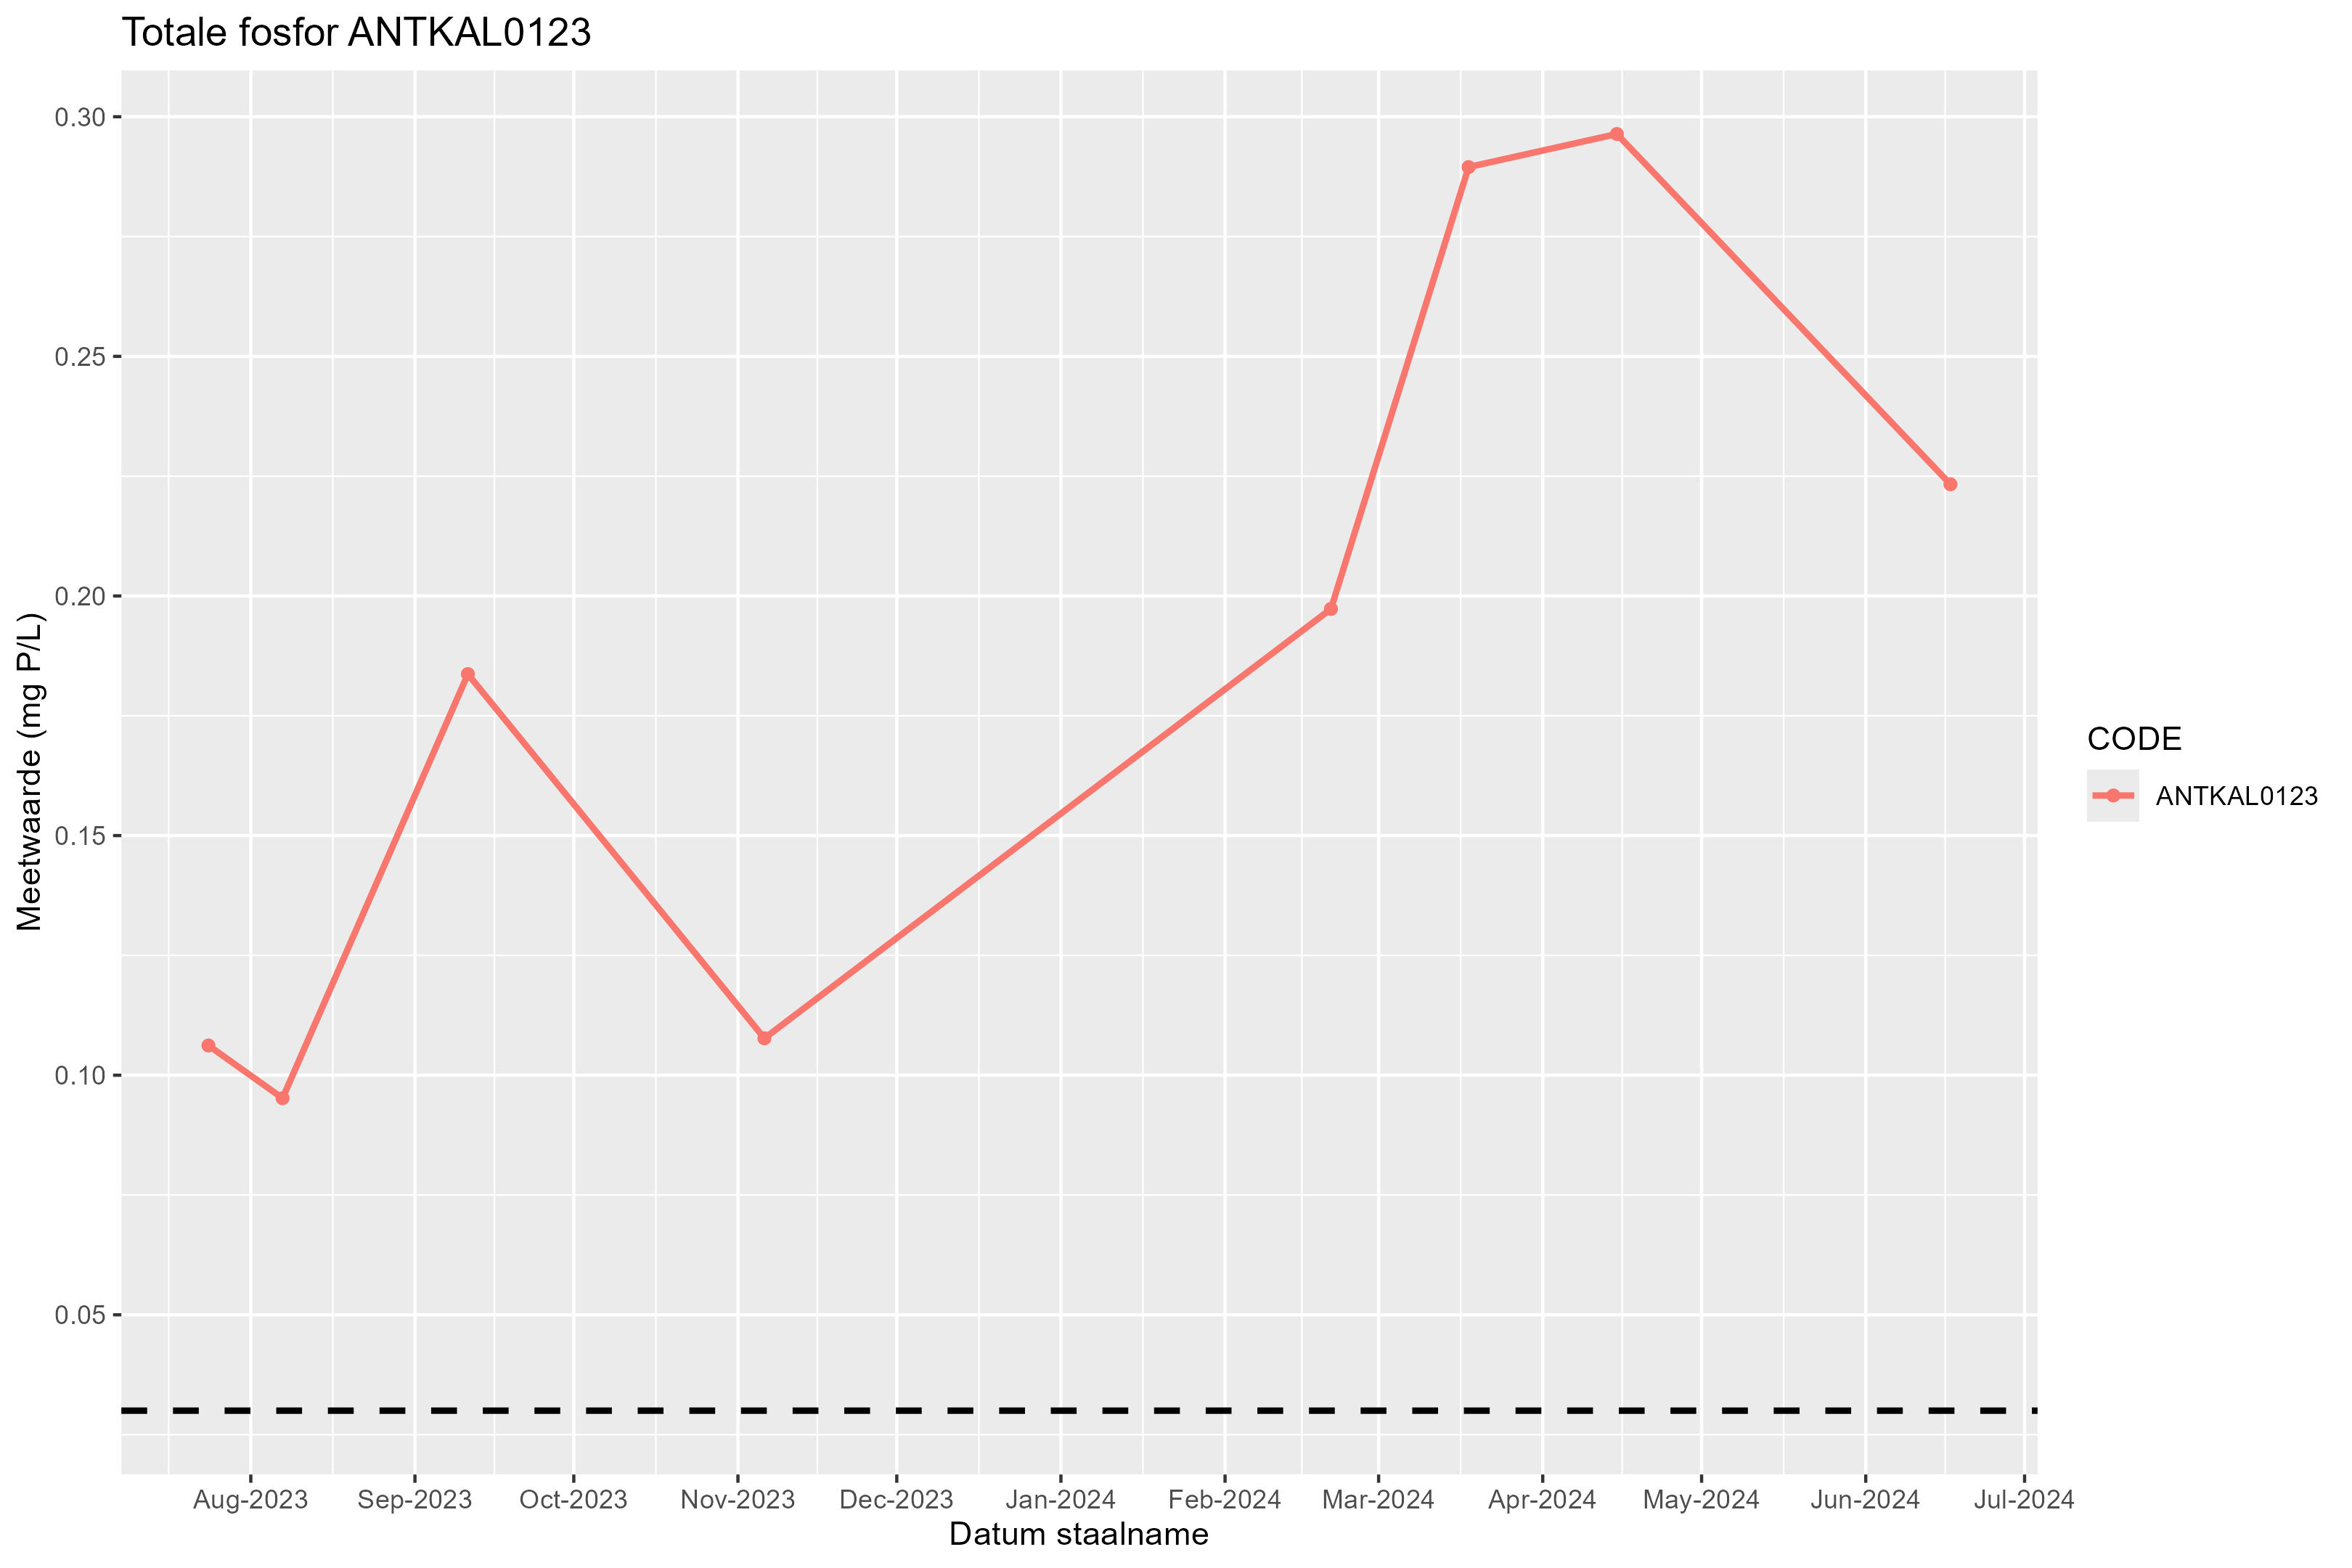 Totale fosfor ANTKAL0123
Meetwaarde (mg P/L)
0.30
0.25
0.20
0.15
0.10
0.05
Aug-2023 Sep-2023 Oct-2023 Nov-2023 Dec-2023 Jan-2024 Feb-2024 Mar-2024 Apr-2024 May-2024 Jun-2024 Jul-2024
Datum staalname
CODE
ANTKAL0123